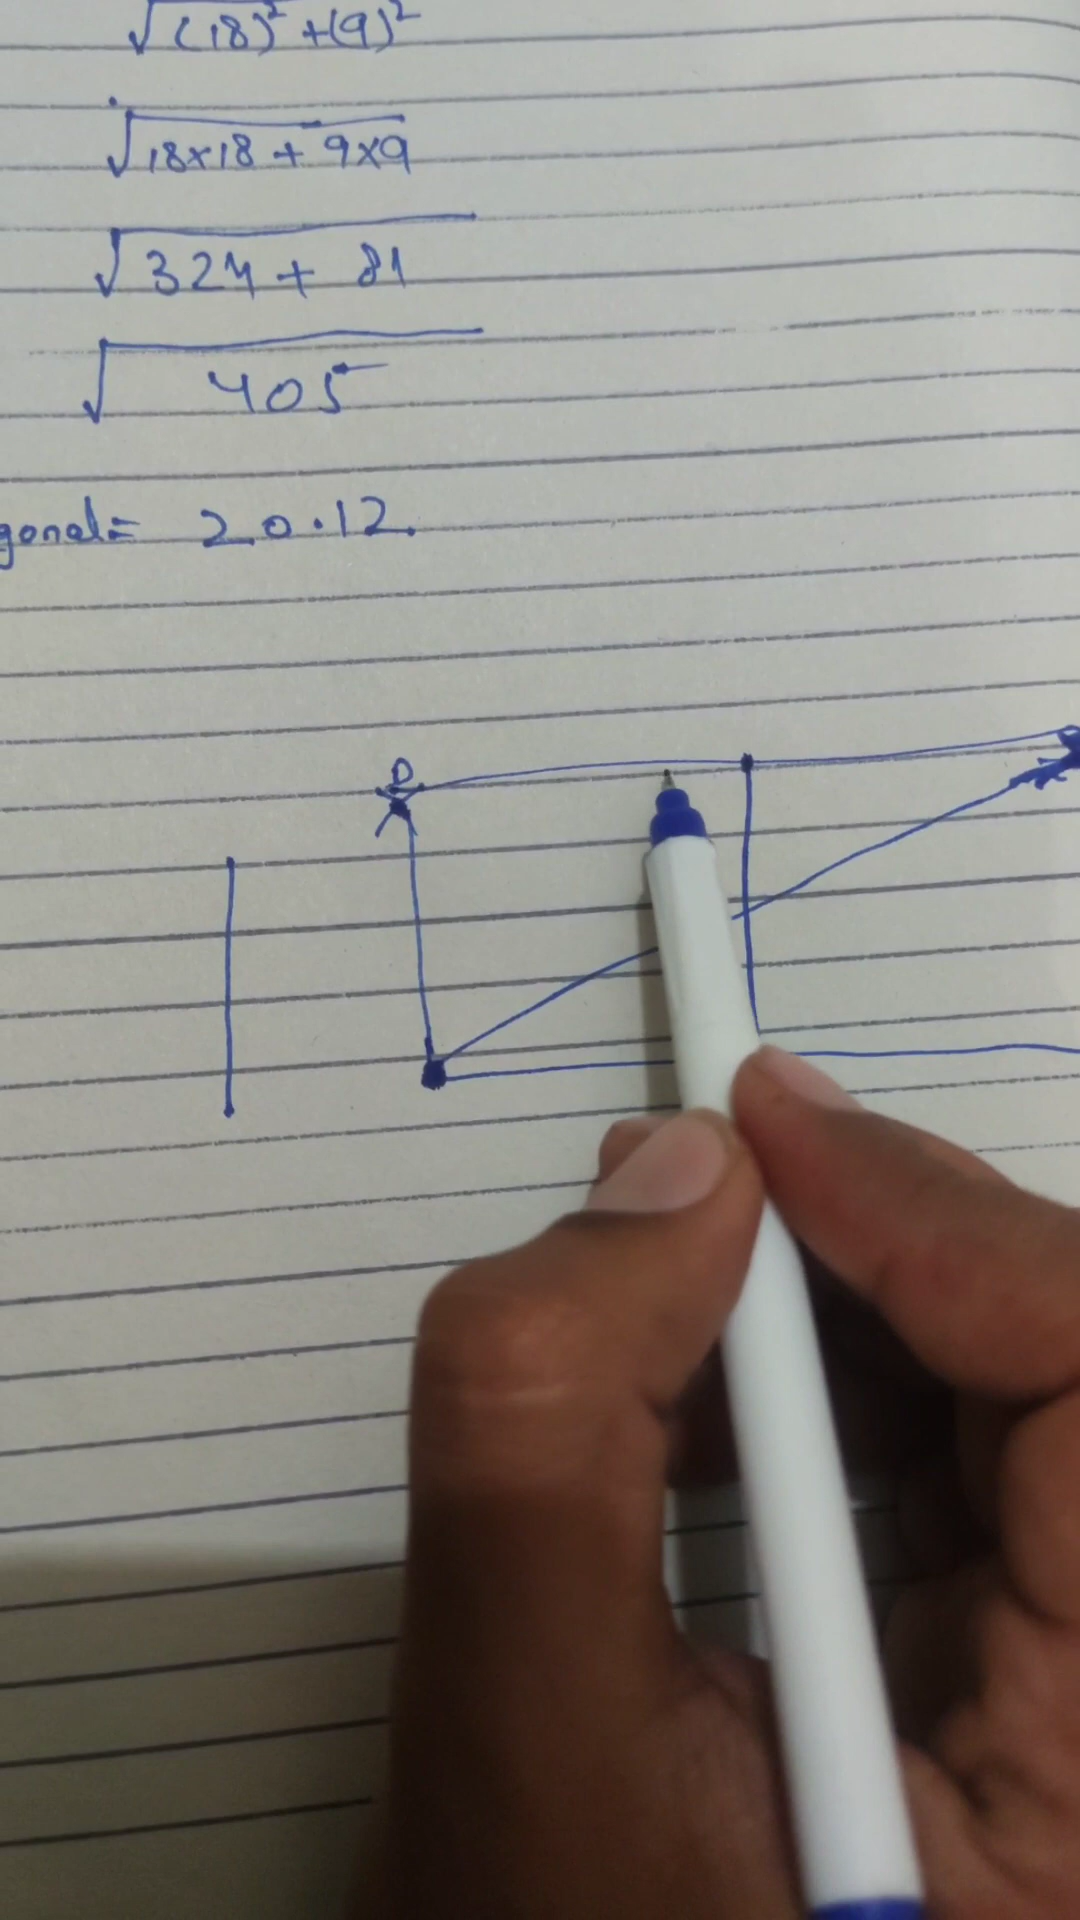 √(18)²+(9)²
√18×18 + 9×9
√324 + 81
√405
gonal= 20.12
D